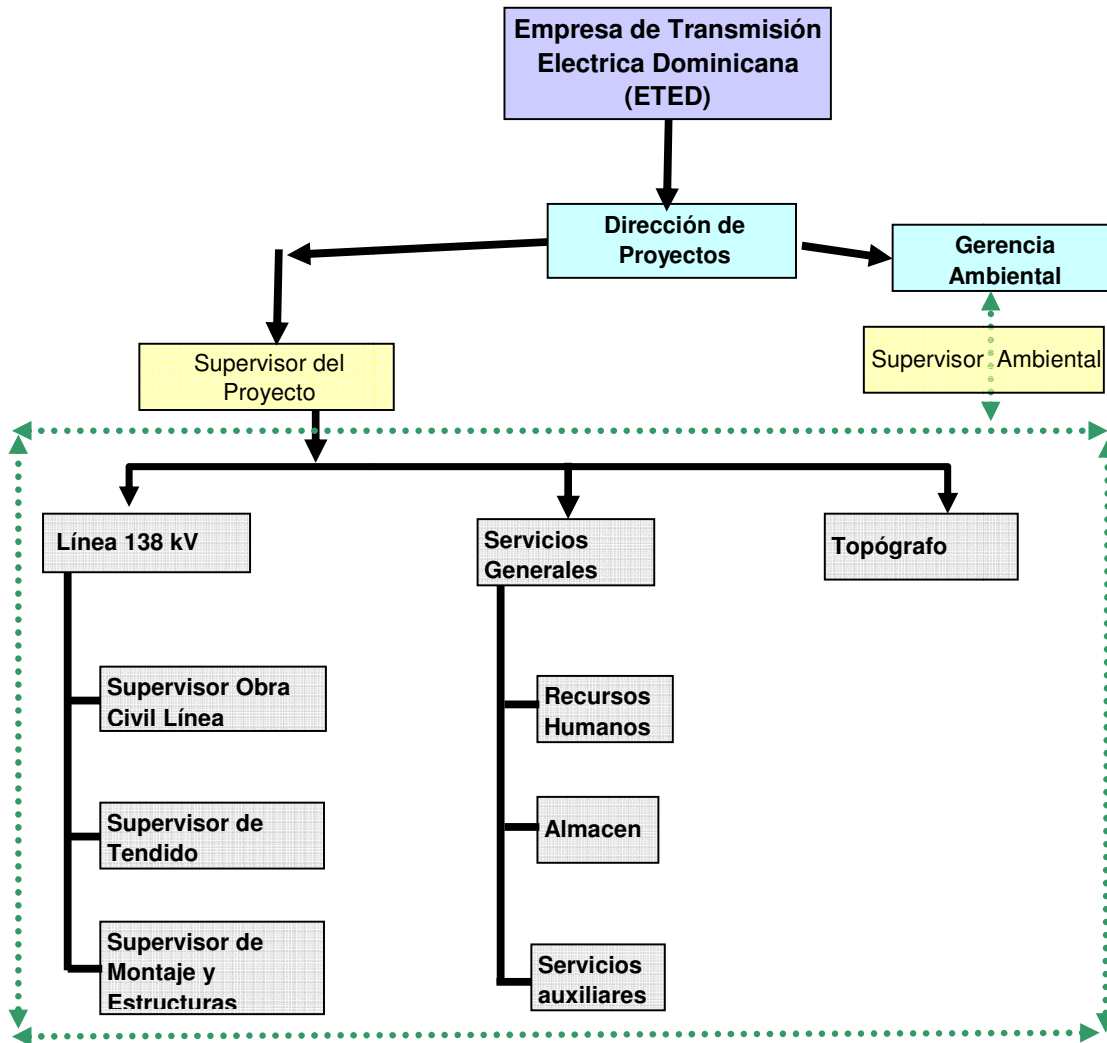 Empresa de Transmisión
Electrica Dominicana
(ETED)
Dirección de
Proyectos
Gerencia
Ambiental
Supervisor del
Proyecto
Supervisor Ambiental
Línea 138 kV
Servicios
Generales
Topógrafo
Supervisor Obra
Civil Línea
Recursos
Humanos
Supervisor de
Tendido
Almacen
Supervisor de
Montaje y
Estructuras
Servicios
auxiliares